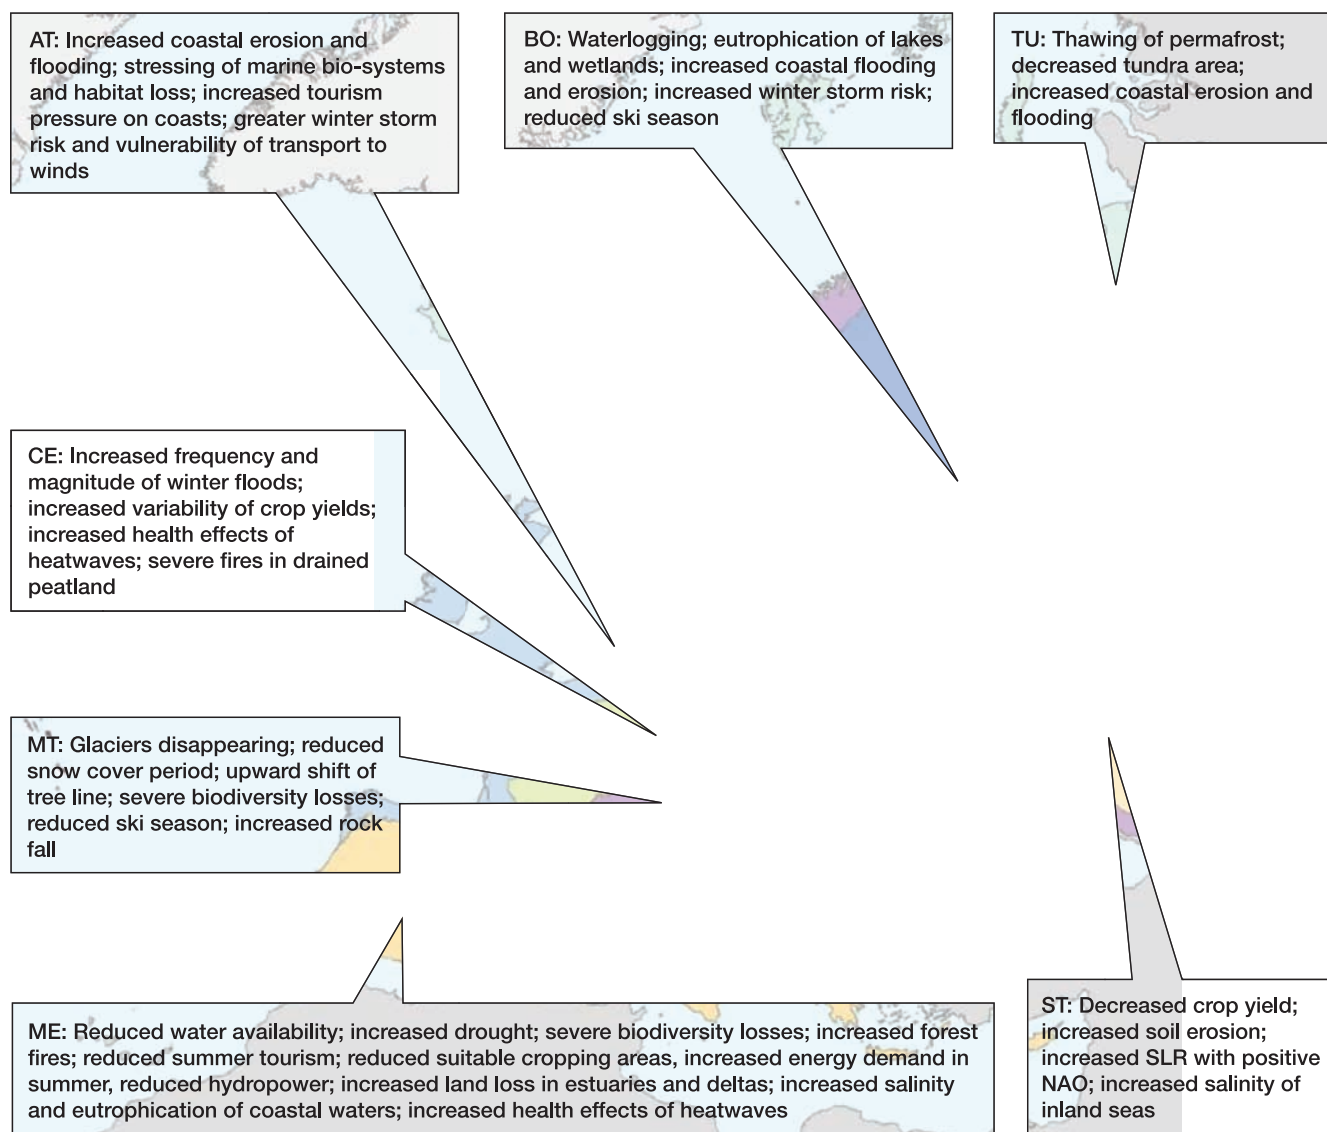 AT: Increased coastal erosion and
flooding; stressing of marine bio-systems
and habitat loss; increased tourism
pressure on coasts; greater winter storm
risk and vulnerability of transport to
winds
BO: Waterlogging; eutrophication of lakes
and wetlands; increased coastal flooding
and erosion; increased winter storm risk;
reduced ski season
TU: Thawing of permafrost;
decreased tundra area;
increased coastal erosion and
flooding
CE: Increased frequency and
magnitude of winter floods;
increased variability of crop yields;
increased health effects of
heatwaves; severe fires in drained
peatland
MT: Glaciers disappearing; reduced
snow cover period; upward shift of
tree line; severe biodiversity losses;
reduced ski season; increased rock
fall
ME: Reduced water availability; increased drought; severe biodiversity losses; increased forest
fires; reduced summer tourism; reduced suitable cropping areas, increased energy demand in
summer, reduced hydropower; increased land loss in estuaries and deltas; increased salinity
and eutrophication of coastal waters; increased health effects of heatwaves
ST: Decreased crop yield;
increased soil erosion;
increased SLR with positive
NAO; increased salinity of
inland seas